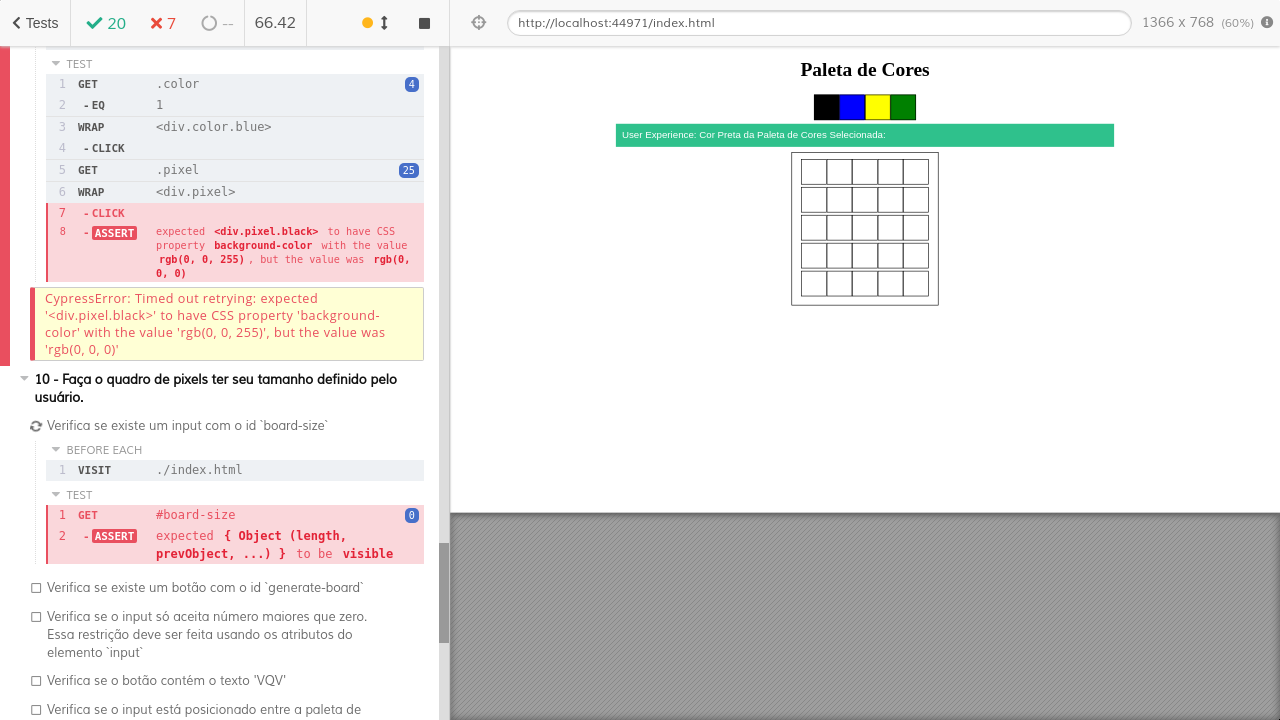 Tests
20
7
--
66.42
http://localhost:44971/index.html
1366 x 768 (60%)
TEST
1 GET .color 4
2 - EQ 1
3 WRAP <div.color.blue>
4 - CLICK
5 GET .pixel 25
6 WRAP <div.pixel>
7 - CLICK
8 - ASSERT expected <div.pixel.black> to have CSS
property background-color with the value
rgb(0, 0, 255) , but the value was rgb(0,
0, 0)
CypressError: Timed out retrying: expected
'<div.pixel.black>' to have CSS property 'background-
color' with the value 'rgb(0, 0, 255)', but the value was
'rgb(0, 0, 0)'
10 - Faça o quadro de pixels ter seu tamanho definido pelo
usuário.
Verifica se existe um input com o id `board-size`
BEFORE EACH
1 VISIT ./index.html
TEST
1 GET #board-size 0
2 - ASSERT expected { Object (length,
prevObject, ...) } to be visible
Verifica se existe um botão com o id `generate-board`
Verifica se o input só aceita número maiores que zero.
Essa restrição deve ser feita usando os atributos do
elemento `input`
Verifica se o botão contém o texto 'VQV'
Verifica se o input está posicionado entre a paleta de
Paleta de Cores
User Experience: Cor Preta da Paleta de Cores Selecionada: